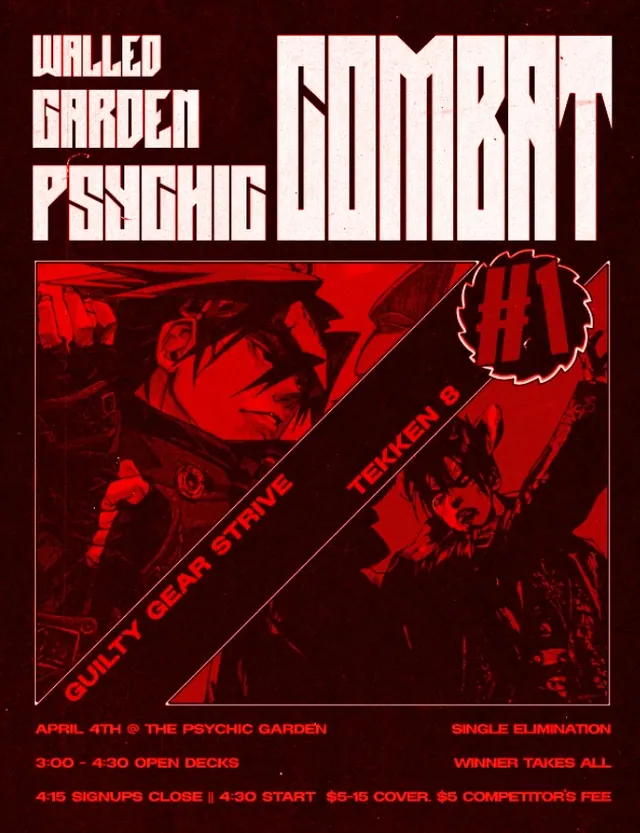 WALLED
GARDEN
PSYCHIC
COMBAT
#1
GUILTY GEAR STRIVE
TEKKEN 8
APRIL 4TH @ THE PSYCHIC GARDEN
SINGLE ELIMINATION
3:00 - 4:30 OPEN DECKS
WINNER TAKES ALL
4:15 SIGNUPS CLOSE || 4:30 START
$5-15 COVER. $5 COMPETITOR'S FEE